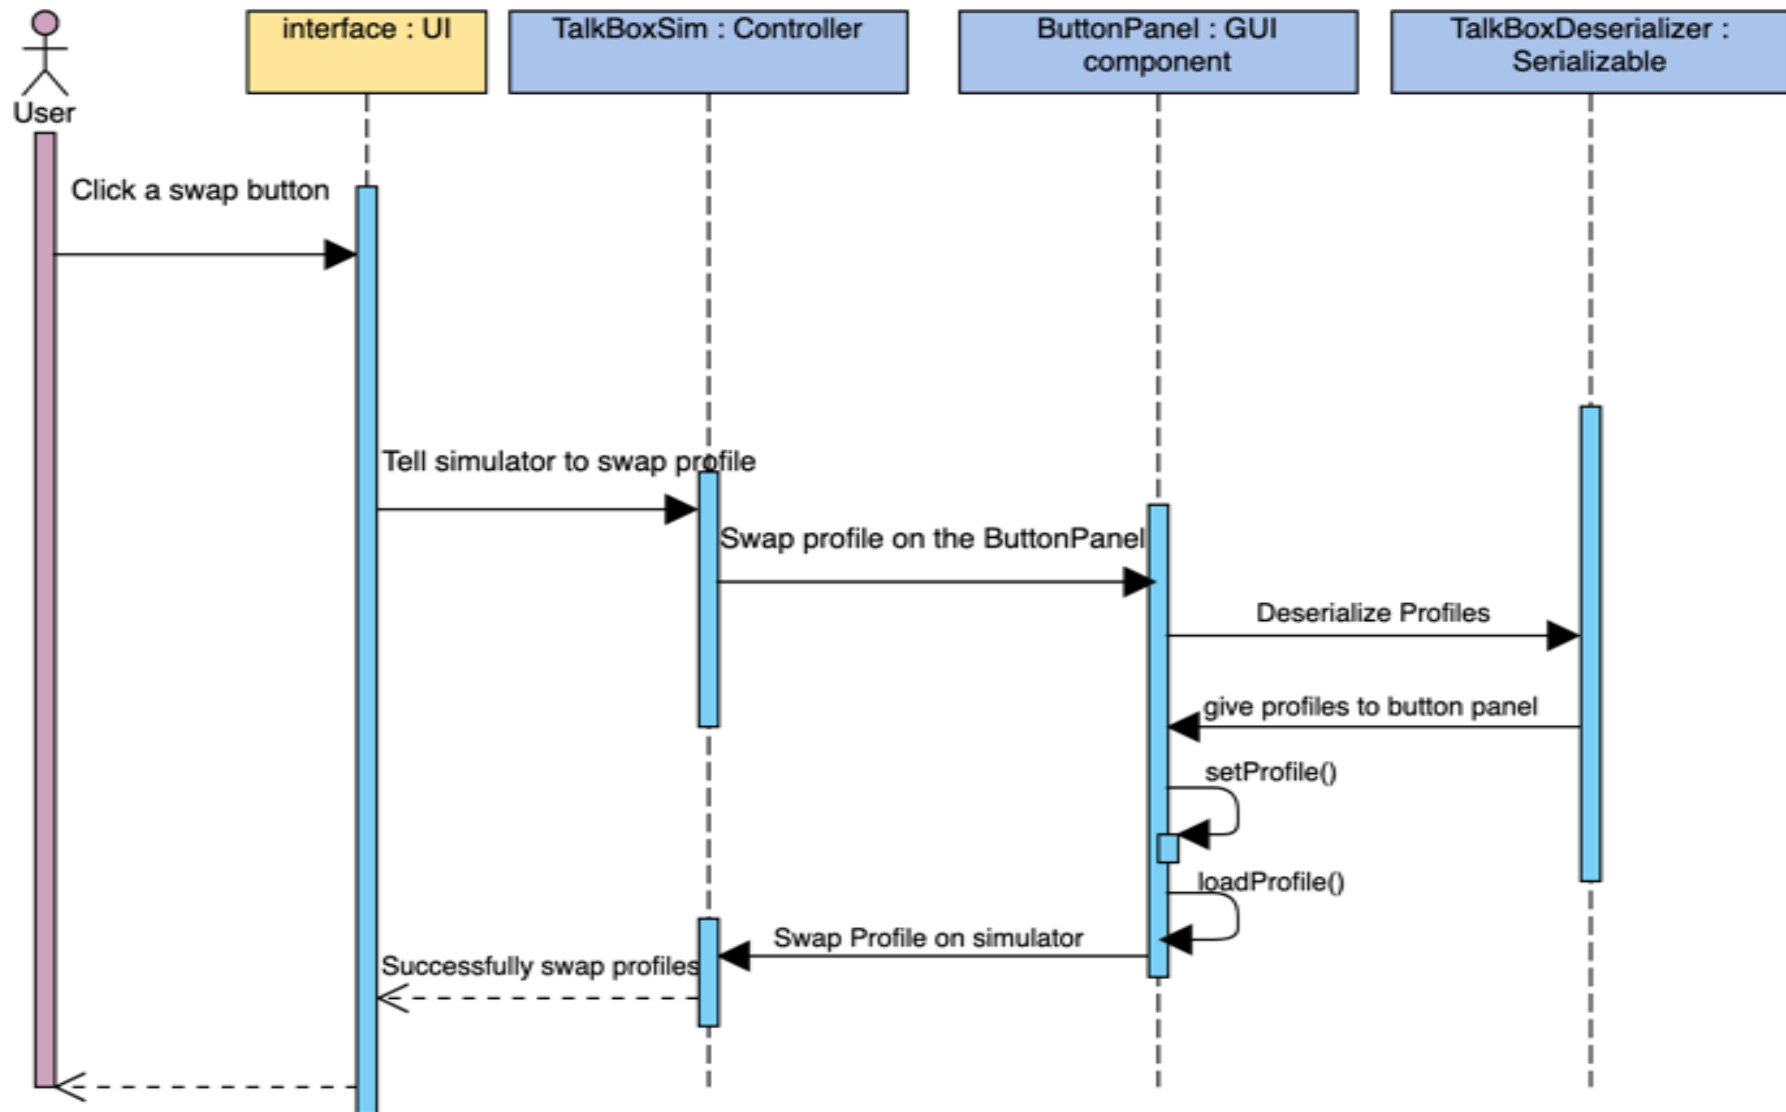 interface : UI
TalkBoxSim : Controller
ButtonPanel : GUI
component
TalkBoxDeserializer :
Serializable
User
Click a swap button
Tell simulator to swap profile
Swap profile on the ButtonPanel
Deserialize Profiles
give profiles to button panel
setProfile()
loadProfile()
Swap Profile on simulator
Successfully swap profiles